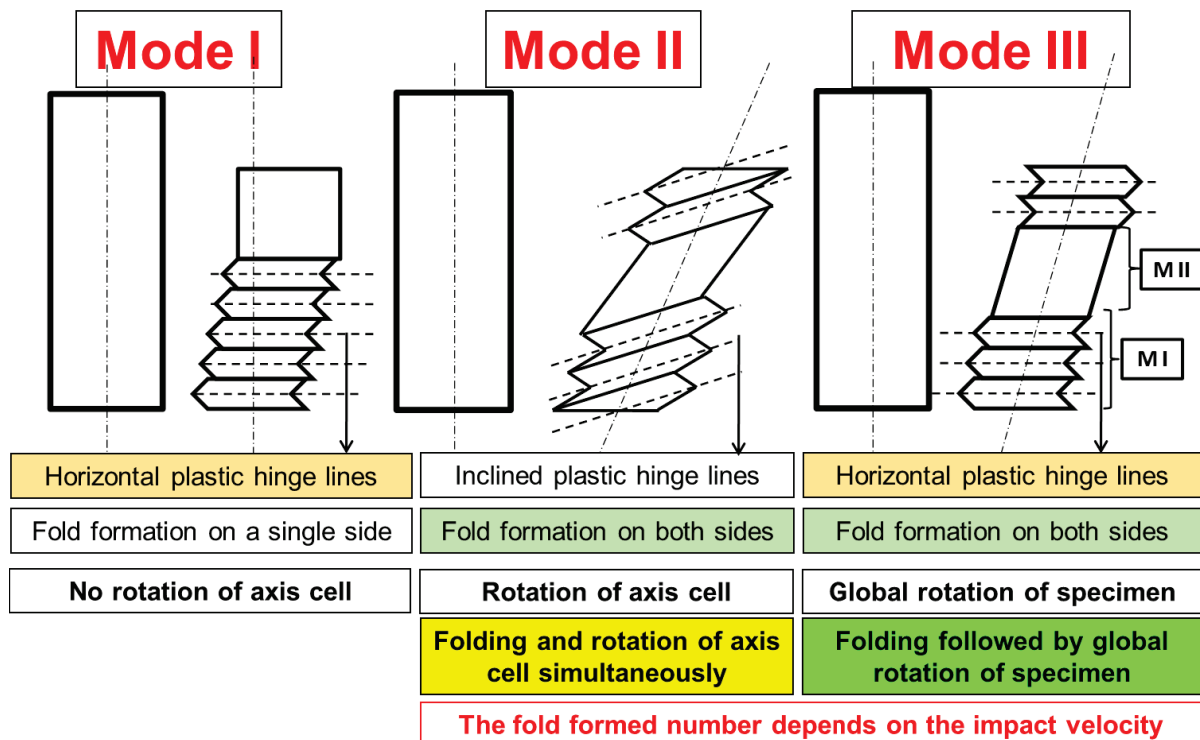 Mode I
Mode II
Mode III
M II
M I
Horizontal plastic hinge lines
Inclined plastic hinge lines
Horizontal plastic hinge lines
Fold formation on a single side
Fold formation on both sides
Fold formation on both sides
No rotation of axis cell
Rotation of axis cell
Global rotation of specimen
Folding and rotation of axis
cell simultaneously
Folding followed by global
rotation of specimen
The fold formed number depends on the impact velocity